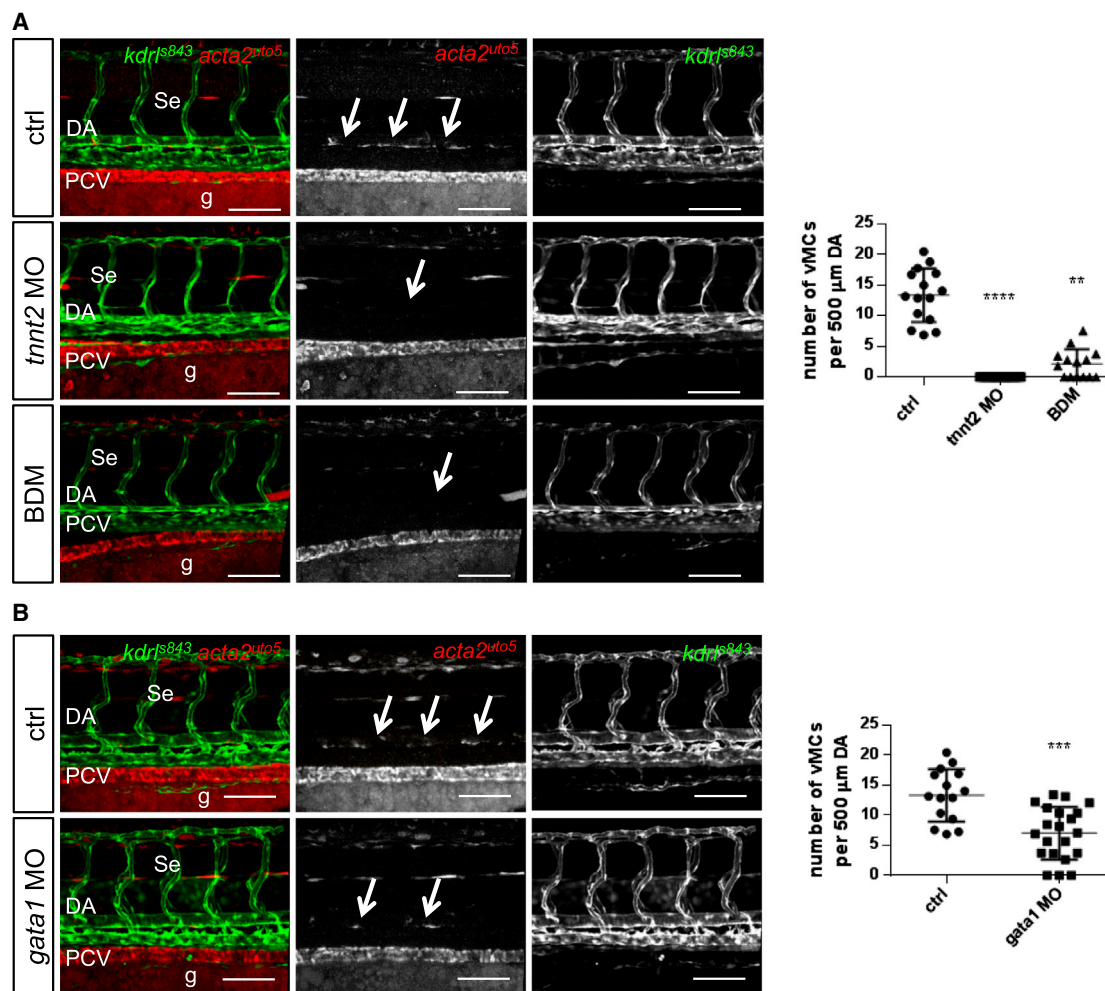 A
ctrl
kdrl^s843 acta2^uto5
Se
DA
PCV
g
acta2^uto5
kdrl^s843
tnnt2 MO
Se
DA
PCV
g
BDM
Se
DA
PCV
g
number of vMCs
per 500 µm DA
25
20
15
10
5
0
****
**
ctrl
tnnt2 MO
BDM
B
ctrl
kdrl^s843 acta2^uto5
Se
DA
PCV
g
acta2^uto5
kdrl^s843
gata1 MO
Se
DA
PCV
g
number of vMCs
per 500 µm DA
25
20
15
10
5
0
***
ctrl
gata1 MO